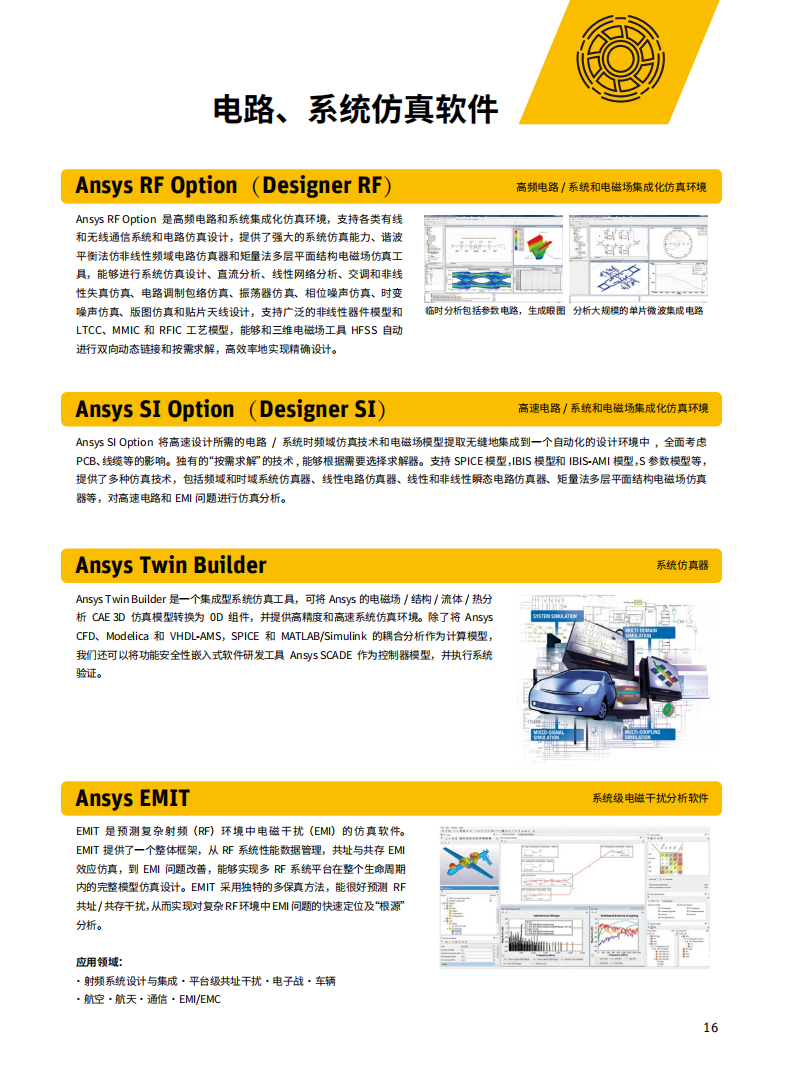 电路、系统仿真软件
Ansys RF Option（Designer RF）
高频电路 / 系统和电磁场集成化仿真环境
Ansys RF Option 是高频电路和系统集成化仿真环境，支持各类有线
和无线通信系统和电路仿真设计，提供了强大的系统仿真能力、谐波
平衡法仿非线性频域电路仿真器和矩量法多层平面结构电磁场仿真工
具，能够进行系统仿真设计、直流分析、线性网络分析、交调和非线
性失真仿真、电路调制包络仿真、振荡器仿真、相位噪声仿真、时变
噪声仿真、版图仿真和贴片天线设计，支持广泛的非线性器件模型和
LTCC、MMIC 和 RFIC 工艺模型，能够和三维电磁场工具 HFSS 自动
进行双向动态链接和按需求解，高效率地实现精确设计。
临时分析包括参数电路，生成眼图
分析大规模的单片微波集成电路
Ansys SI Option（Designer SI）
高速电路 / 系统和电磁场集成化仿真环境
Ansys SI Option 将高速设计所需的电路 / 系统时频域仿真技术和电磁场模型提取无缝地集成到一个自动化的设计环境中 , 全面考虑
PCB、线缆等的影响。独有的“按需求解”的技术 , 能够根据需要选择求解器。支持 SPICE 模型，IBIS 模型和 IBIS-AMI 模型，S 参数模型等，
提供了多种仿真技术，包括频域和时域系统仿真器、线性电路仿真器、线性和非线性瞬态电路仿真器、矩量法多层平面结构电磁场仿真
器等，对高速电路和 EMI 问题进行仿真分析。
Ansys Twin Builder
系统仿真器
Ansys Twin Builder 是一个集成型系统仿真工具，可将 Ansys 的电磁场 / 结构 / 流体 / 热分
析 CAE 3D 仿真模型转换为 0D 组件，并提供高精度和高速系统仿真环境。除了将 Ansys
CFD、Modelica 和 VHDL-AMS，SPICE 和 MATLAB/Simulink 的耦合分析作为计算模型，
我们还可以将功能安全性嵌入式软件研发工具 Ansys SCADE 作为控制器模型，并执行系统
验证。
SYSTEM SIMULATION
MULTI-DOMAIN
SIMULATION
MIXED-SIGNAL
SIMULATION
MULTI-COUPLING
SIMULATION
Ansys EMIT
系统级电磁干扰分析软件
EMIT 是预测复杂射频（RF）环境中电磁干扰（EMI）的仿真软件。
EMIT 提供了一个整体框架，从 RF 系统性能数据管理，共址与共存 EMI
效应仿真，到 EMI 问题改善，能够实现多 RF 系统平台在整个生命周期
内的完整模型仿真设计。EMIT 采用独特的多保真方法，能很好预测 RF
共址 / 共存干扰，从而实现对复杂 RF 环境中 EMI 问题的快速定位及“根源”
分析。
应用领域：
· 射频系统设计与集成 · 平台级共址干扰 · 电子战 · 车辆
· 航空 · 航天 · 通信 · EMI/EMC
16